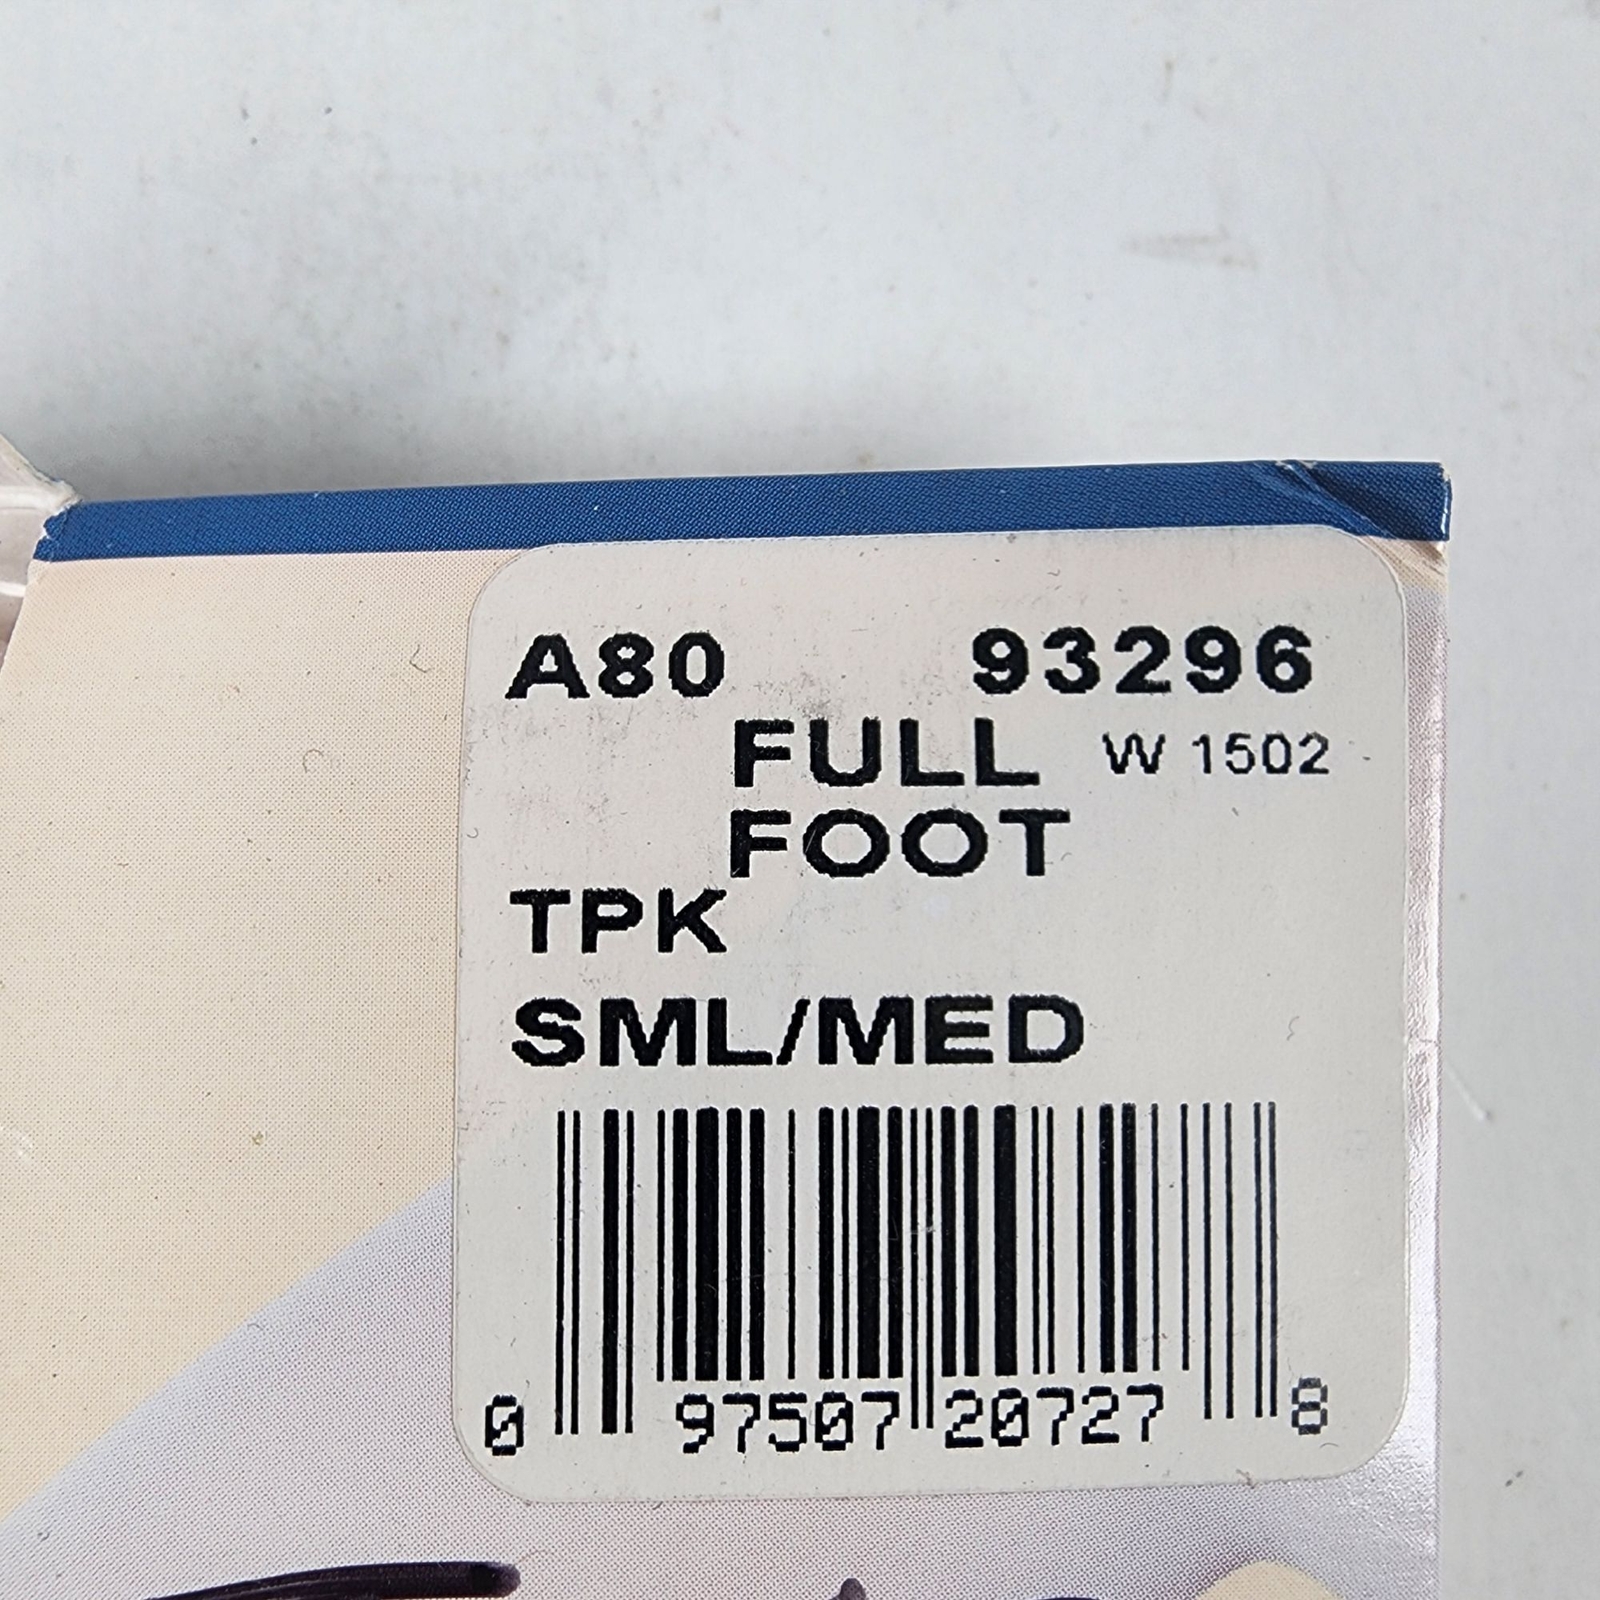 A80 93296
FULL W 1502
FOOT
TPK
SML/MED
0 97507 20727 8